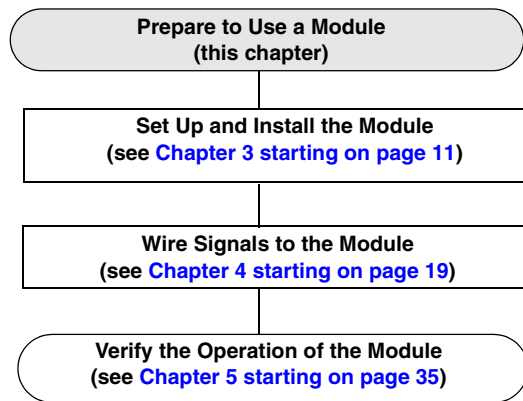 Prepare to Use a Module
(this chapter)
Set Up and Install the Module
(see Chapter 3 starting on page 11)
Wire Signals to the Module
(see Chapter 4 starting on page 19)
Verify the Operation of the Module
(see Chapter 5 starting on page 35)